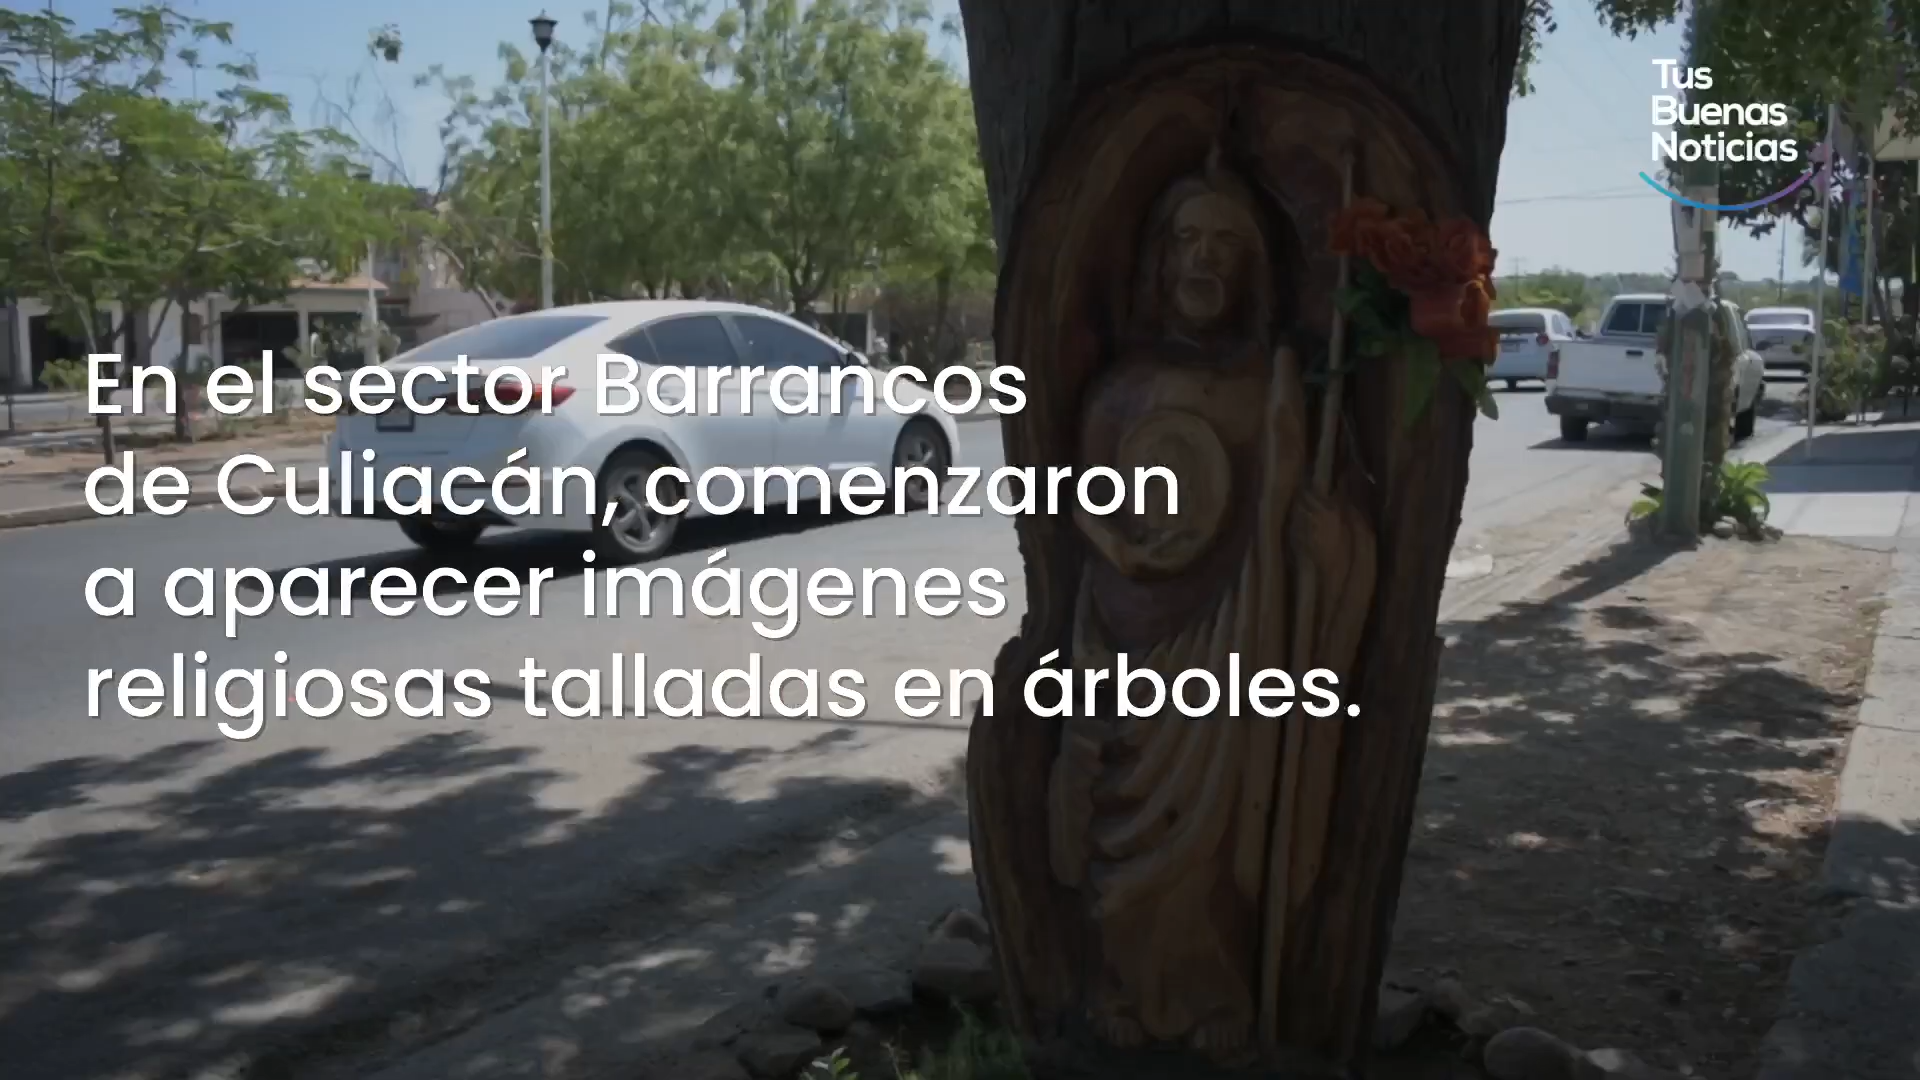 Tus
Buenas
Noticias
En el sector Barrancos
de Culiacán, comenzaron
a aparecer imágenes
religiosas talladas en árboles.